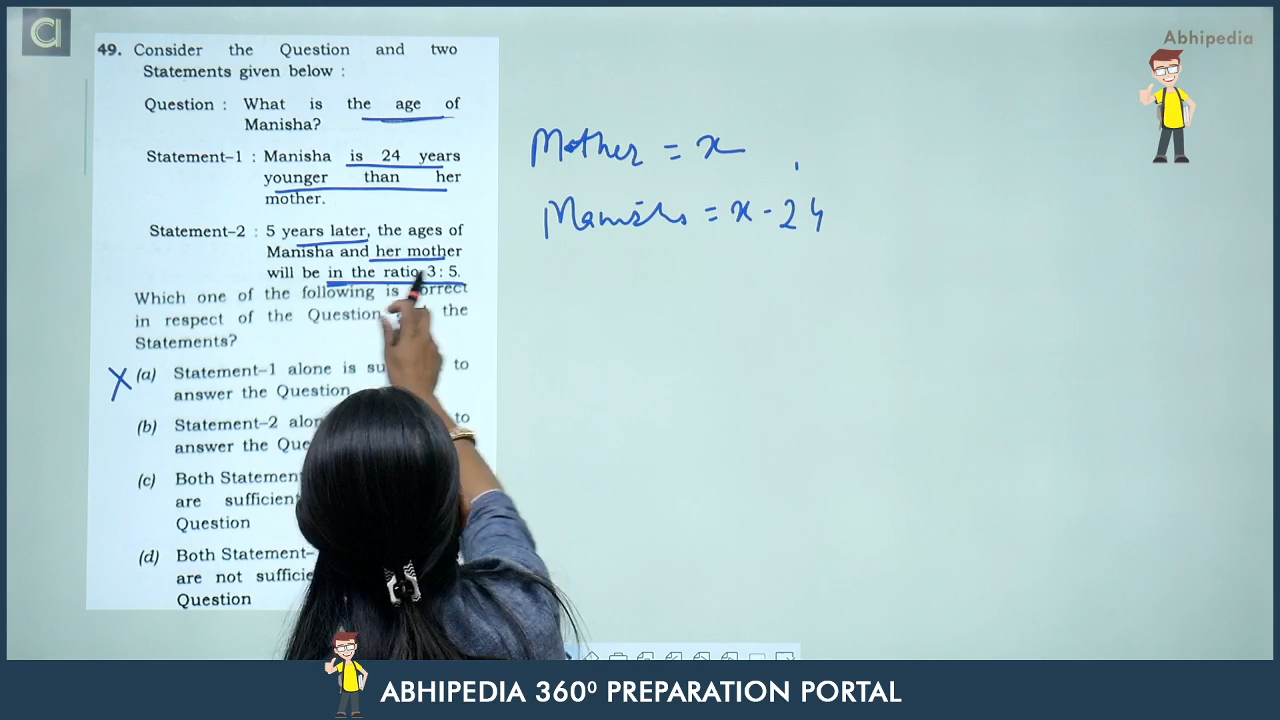 Abhipedia
49. Consider the Question and two
Statements given below :
Question : What is the age of
Manisha?
Statement–1 : Manisha is 24 years
younger than her
mother.
Statement–2 : 5 years later, the ages of
Manisha and her mother
will be in the ratio 3 : 5.
Which one of the following is correct
in respect of the Question the
Statements?
(a) Statement–1 alone is to
answer the Question
(b) Statement–2 to
answer the
(c) Both
are
Question
(d) Both
are not
Question
Mother = x
Manisha = x - 24
ABHIPEDIA 360⁰ PREPARATION PORTAL